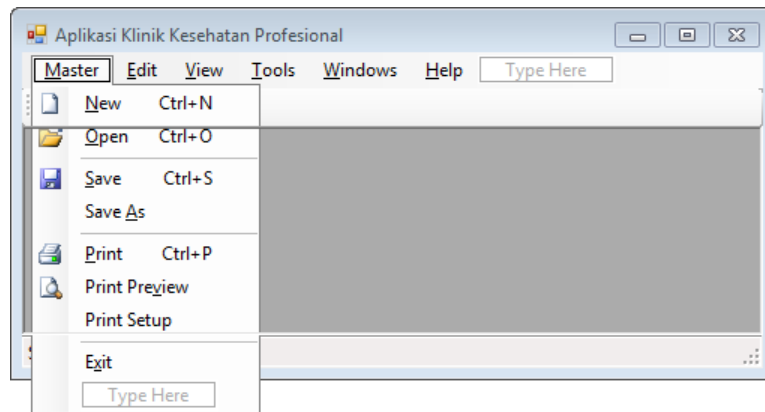 Aplikasi Klinik Kesehatan Profesional
Master Edit View Tools Windows Help Type Here
New Ctrl+N
Open Ctrl+O
Save Ctrl+S
Save As
Print Ctrl+P
Print Preview
Print Setup
Exit
Type Here